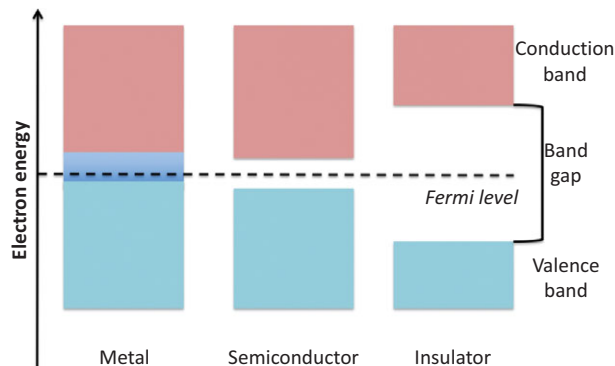 Conduction
band
Electron energy
Band
gap
Fermi level
Valence
band
Metal
Semiconductor
Insulator